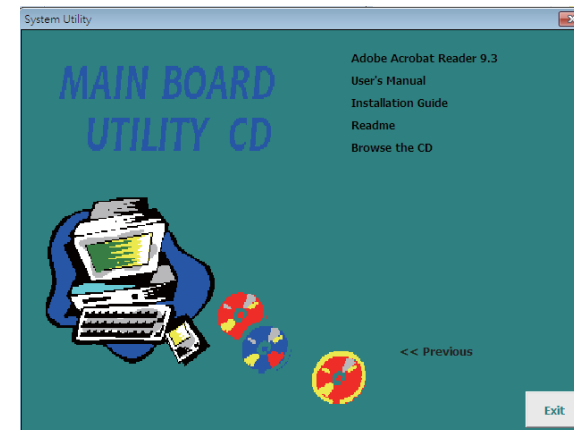 System Utility
MAIN BOARD
UTILITY CD
Adobe Acrobat Reader 9.3
User's Manual
Installation Guide
Readme
Browse the CD
<< Previous
Exit